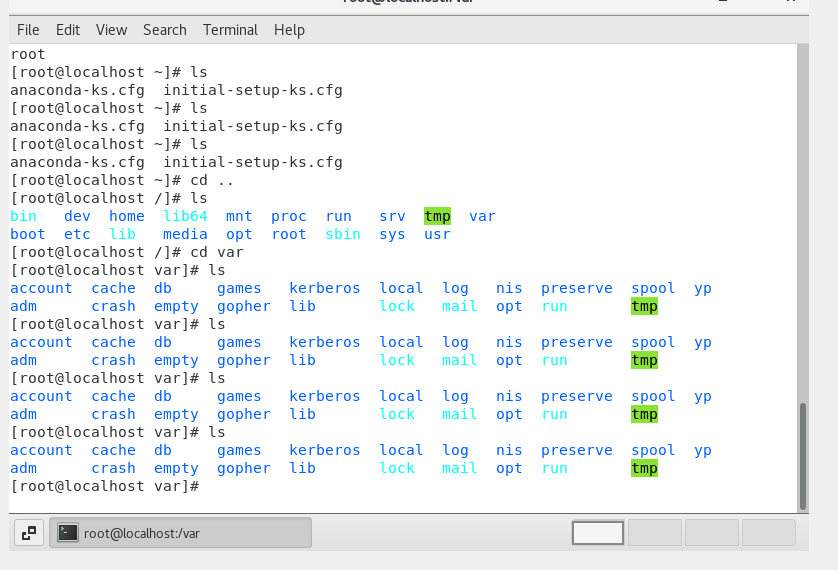 root@localhost:/var
File Edit View Search Terminal Help
root
[root@localhost ~]# ls
anaconda-ks.cfg  initial-setup-ks.cfg
[root@localhost ~]# ls
anaconda-ks.cfg  initial-setup-ks.cfg
[root@localhost ~]# ls
anaconda-ks.cfg  initial-setup-ks.cfg
[root@localhost ~]# cd ..
[root@localhost /]# ls
bin   dev  home  lib64  mnt  proc  run   srv  tmp  var
boot  etc  lib   media  opt  root  sbin  sys  usr
[root@localhost /]# cd var
[root@localhost var]# ls
account  cache  db     games   kerberos  local  log   nis  preserve  spool  yp
adm      crash  empty  gopher  lib       lock   mail  opt  run       tmp
[root@localhost var]# ls
account  cache  db     games   kerberos  local  log   nis  preserve  spool  yp
adm      crash  empty  gopher  lib       lock   mail  opt  run       tmp
[root@localhost var]# ls
account  cache  db     games   kerberos  local  log   nis  preserve  spool  yp
adm      crash  empty  gopher  lib       lock   mail  opt  run       tmp
[root@localhost var]# ls
account  cache  db     games   kerberos  local  log   nis  preserve  spool  yp
adm      crash  empty  gopher  lib       lock   mail  opt  run       tmp
[root@localhost var]#
root@localhost:/var